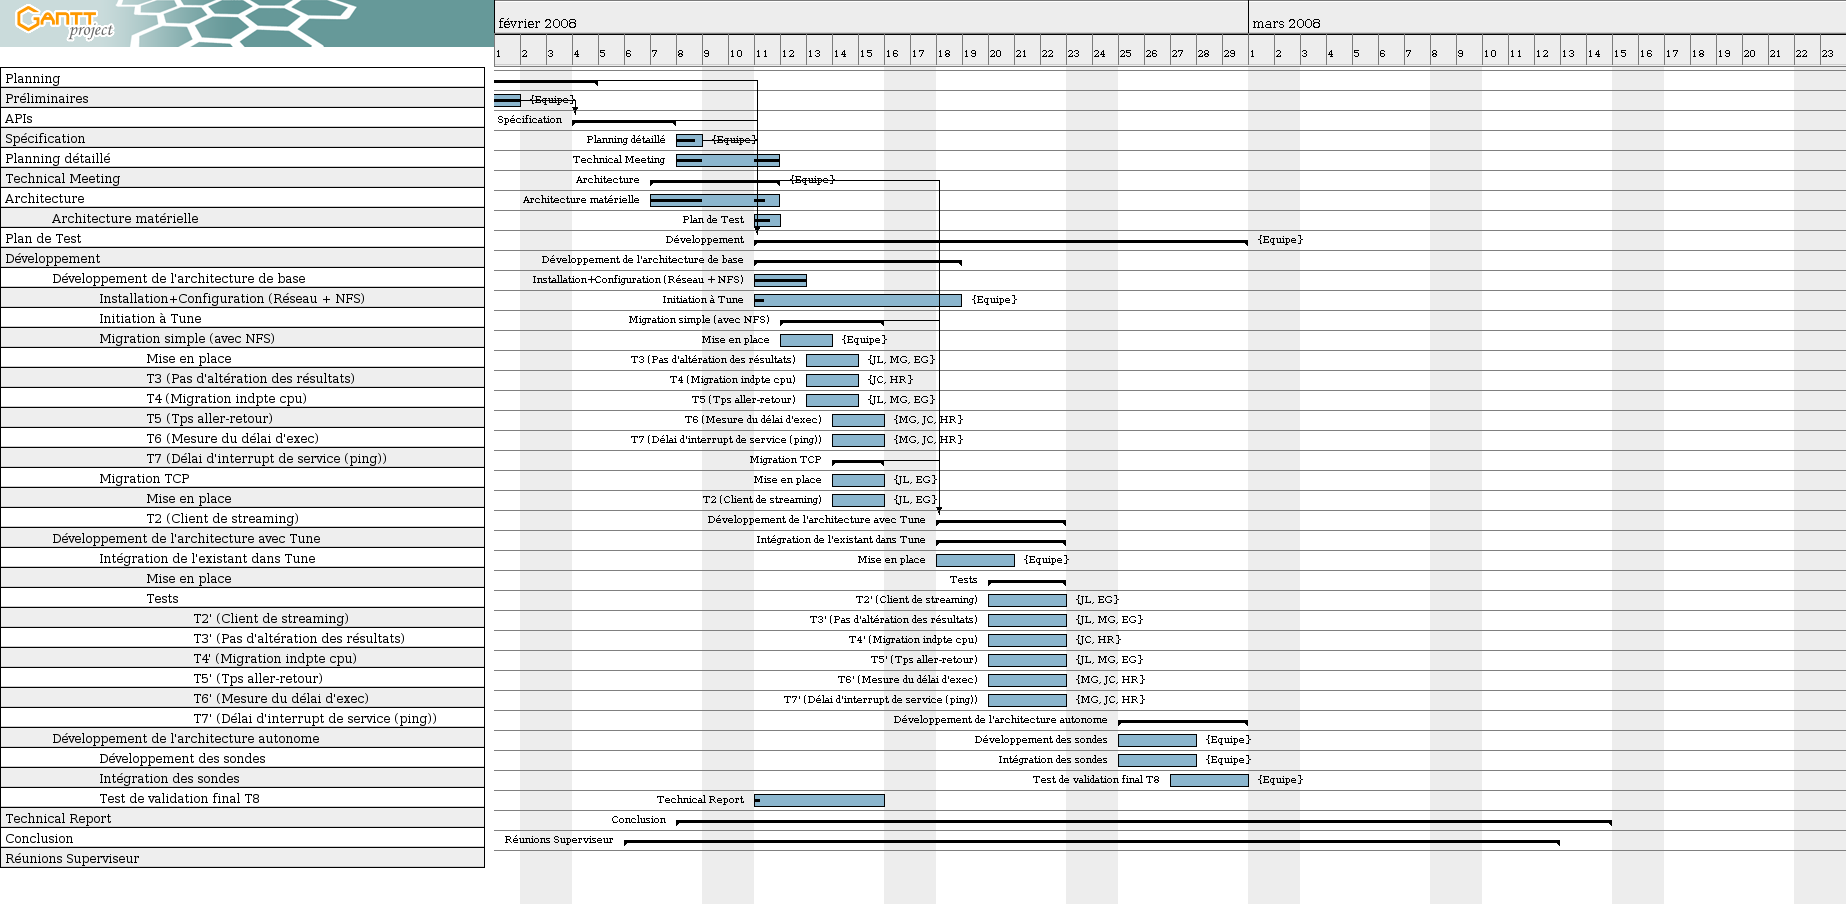 GANTT
project
février 2008
mars 2008
1 2 3 4 5 6 7 8 9 10 11 12 13 14 15 16 17 18 19 20 21 22 23 24 25 26 27 28 29 1 2 3 4 5 6 7 8 9 10 11 12 13 14 15 16 17 18 19 20 21 22 23
Planning
Préliminaires
APIs
Spécification
Planning détaillé
Technical Meeting
Architecture
Architecture matérielle
Plan de Test
Développement
Développement de l'architecture de base
Installation+Configuration (Réseau + NFS)
Initiation à Tune
Migration simple (avec NFS)
Mise en place
T3 (Pas d'altération des résultats)
T4 (Migration indpte cpu)
T5 (Tps aller-retour)
T6 (Mesure du délai d'exec)
T7 (Délai d'interrupt de service (ping))
Migration TCP
Mise en place
T2 (Client de streaming)
Développement de l'architecture avec Tune
Intégration de l'existant dans Tune
Mise en place
Tests
T2' (Client de streaming)
T3' (Pas d'altération des résultats)
T4' (Migration indpte cpu)
T5' (Tps aller-retour)
T6' (Mesure du délai d'exec)
T7' (Délai d'interrupt de service (ping))
Développement de l'architecture autonome
Développement des sondes
Intégration des sondes
Test de validation final T8
Technical Report
Conclusion
Réunions Superviseur
{Equipe}
Spécification
Planning détaillé {Equipe}
Technical Meeting
Architecture {Equipe}
Architecture matérielle
Plan de Test
Développement {Equipe}
Développement de l'architecture de base
Installation+Configuration (Réseau + NFS)
Initiation à Tune {Equipe}
Migration simple (avec NFS)
Mise en place {Equipe}
T3 (Pas d'altération des résultats) {JL, MG, EG}
T4 (Migration indpte cpu) {JC, HR}
T5 (Tps aller-retour) {JL, MG, EG}
T6 (Mesure du délai d'exec) {MG, JC, HR}
T7 (Délai d'interrupt de service (ping)) {MG, JC, HR}
Migration TCP
Mise en place {JL, EG}
T2 (Client de streaming) {JL, EG}
Développement de l'architecture avec Tune
Intégration de l'existant dans Tune
Mise en place {Equipe}
Tests
T2' (Client de streaming) {JL, EG}
T3' (Pas d'altération des résultats) {JL, MG, EG}
T4' (Migration indpte cpu) {JC, HR}
T5' (Tps aller-retour) {JL, MG, EG}
T6' (Mesure du délai d'exec) {MG, JC, HR}
T7' (Délai d'interrupt de service (ping)) {MG, JC, HR}
Développement de l'architecture autonome
Développement des sondes {Equipe}
Intégration des sondes {Equipe}
Test de validation final T8 {Equipe}
Technical Report
Conclusion
Réunions Superviseur